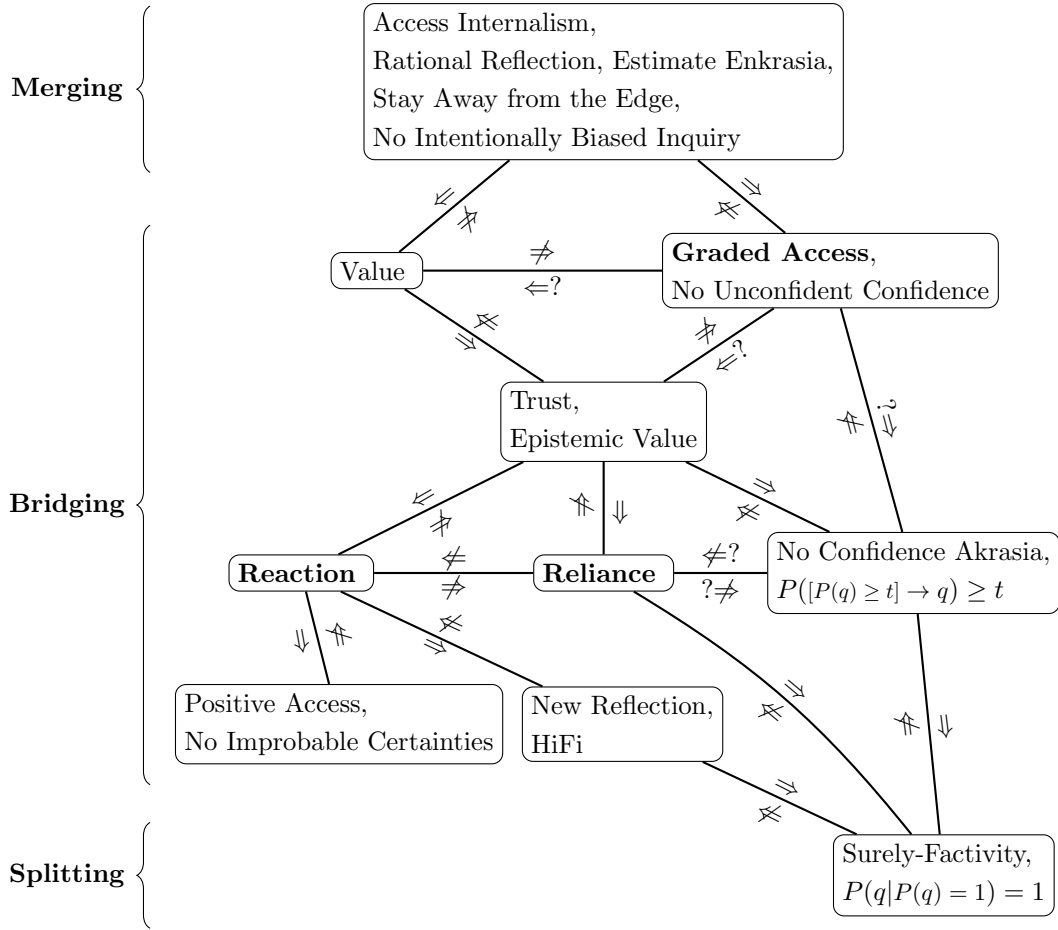 Access Internalism,
Rational Reflection, Estimate Enkrasia,
Stay Away from the Edge,
No Intentionally Biased Inquiry
Merging
⇐ ⇏ ⇒ ⇍
Value
⇏
⇐?
Graded Access,
No Unconfident Confidence
⇍ ⇒ ⇏ ⇐?
Trust,
Epistemic Value
?⇒ ⇍
Bridging
⇐ ⇏ ⇍ ⇒ ⇒ ⇍
Reaction
⇍
⇏
Reliance
⇍?
?⇏
No Confidence Akrasia,
P([P(q) ≥ t] → q) ≥ t
⇒ ⇍ ⇍ ⇒
Positive Access,
No Improbable Certainties
New Reflection,
HiFi
⇒ ⇍ ⇍ ⇒
⇒ ⇍
Splitting
Surely-Factivity,
P(q|P(q) = 1) = 1